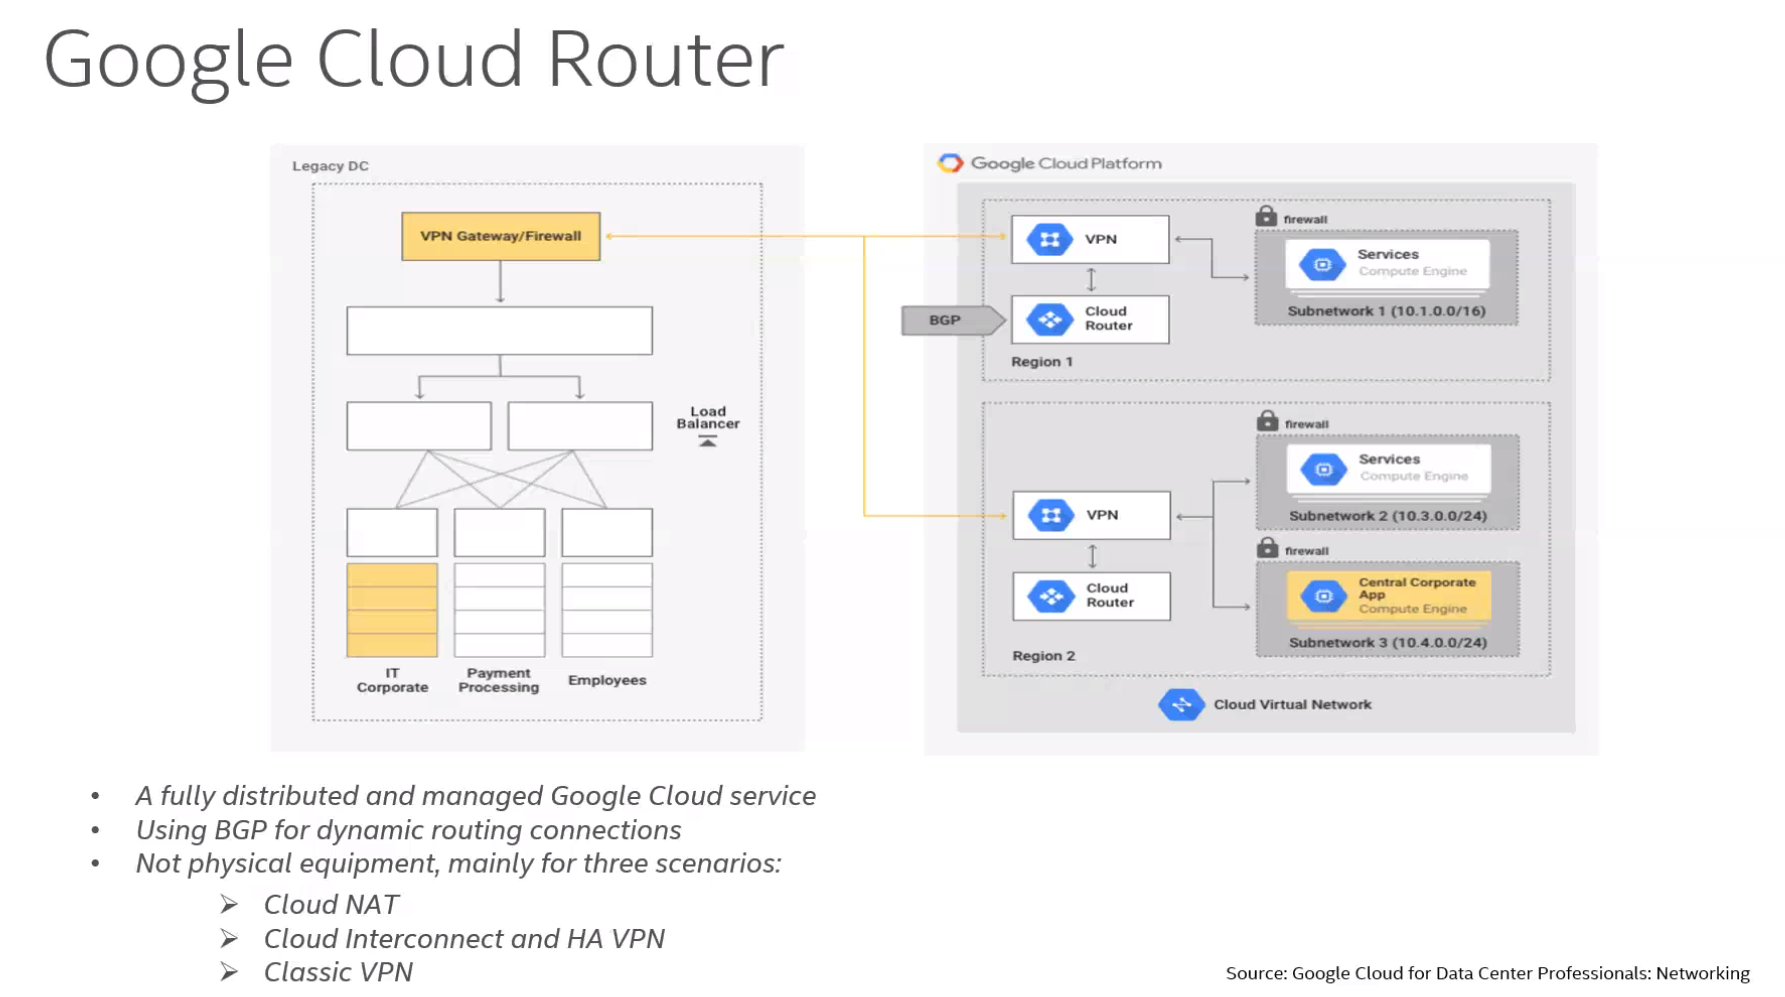 Google Cloud Router
Legacy DC
VPN Gateway/Firewall
Load
Balancer
IT
Corporate
Payment
Processing
Employees
Google Cloud Platform
VPN
BGP
Cloud
Router
Region 1
firewall
Services
Compute Engine
Subnetwork 1 (10.1.0.0/16)
VPN
Cloud
Router
Region 2
firewall
Services
Compute Engine
Subnetwork 2 (10.3.0.0/24)
firewall
Central Corporate
App
Compute Engine
Subnetwork 3 (10.4.0.0/24)
Cloud Virtual Network
• A fully distributed and managed Google Cloud service
• Using BGP for dynamic routing connections
• Not physical equipment, mainly for three scenarios:
➢ Cloud NAT
➢ Cloud Interconnect and HA VPN
➢ Classic VPN
Source: Google Cloud for Data Center Professionals: Networking